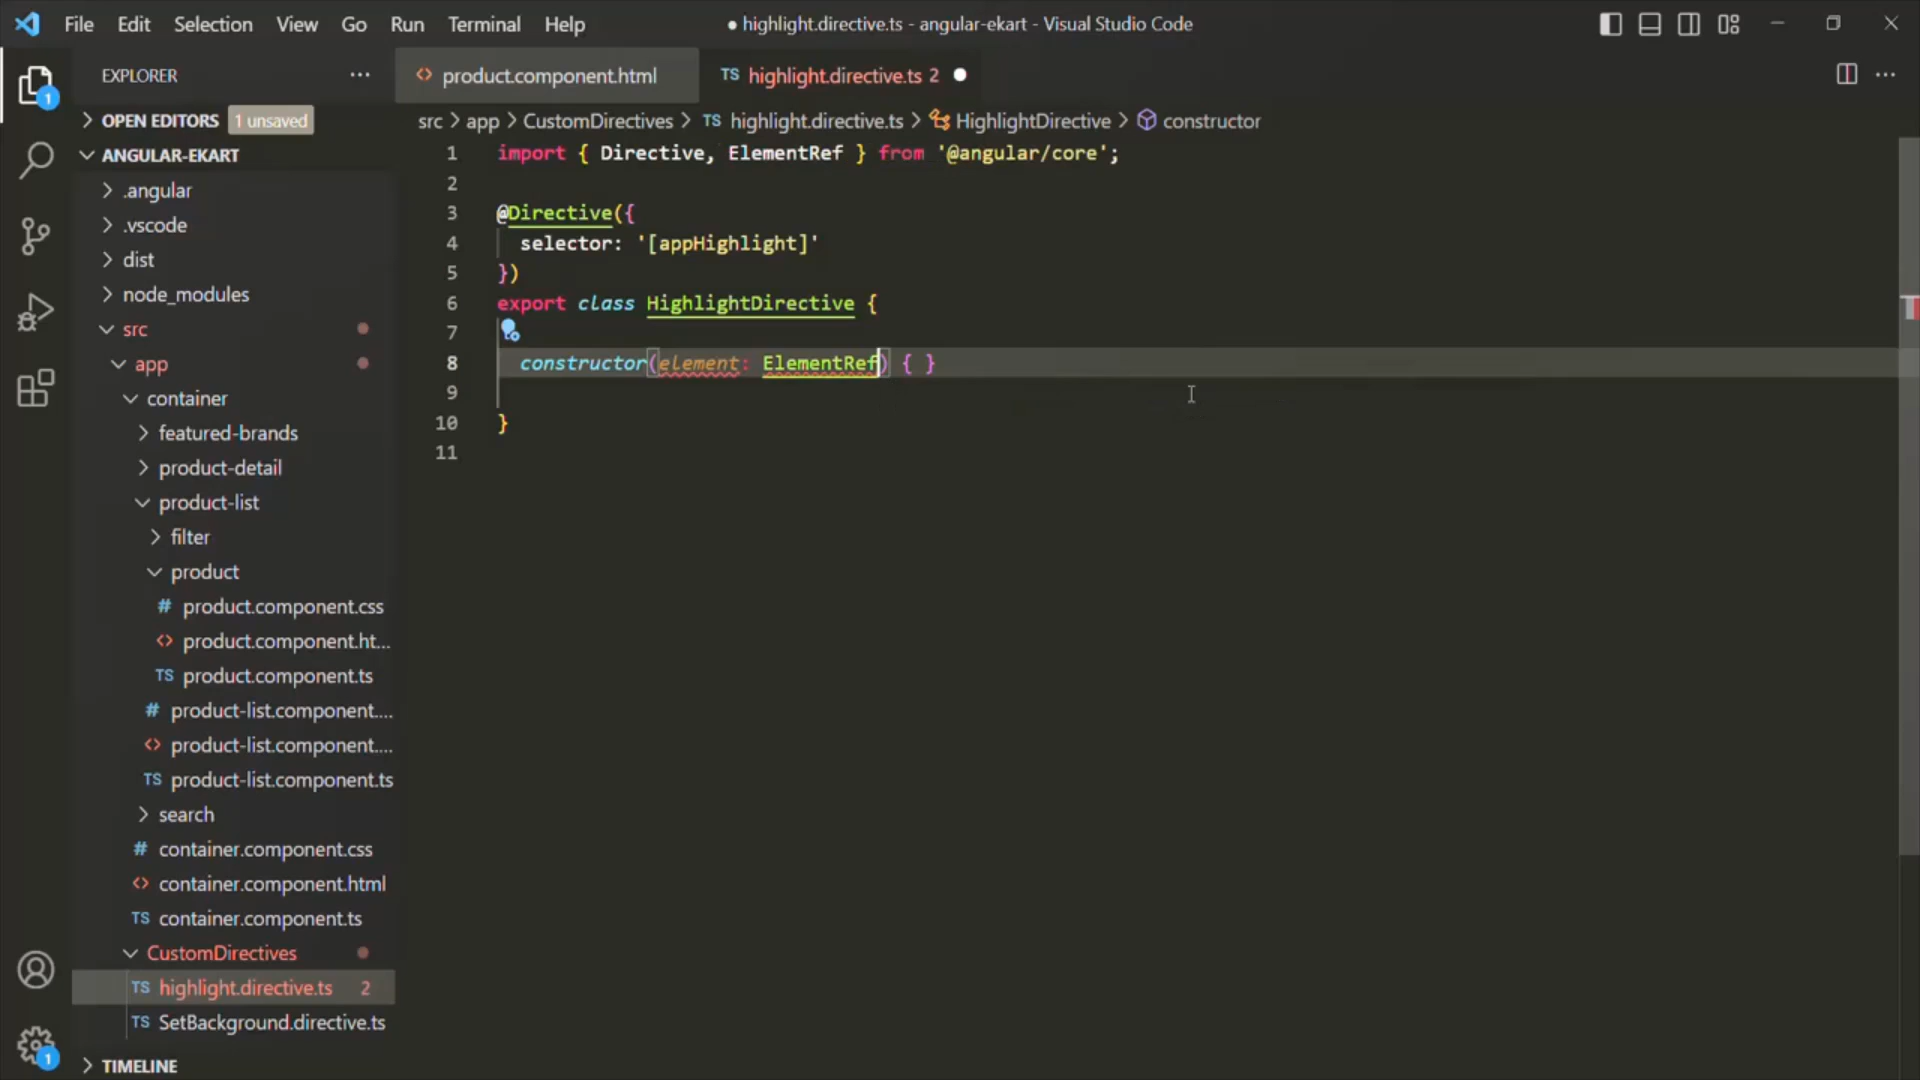 File Edit Selection View Go Run Terminal Help
● highlight.directive.ts - angular-ekart - Visual Studio Code
EXPLORER
OPEN EDITORS 1 unsaved
ANGULAR-EKART
.angular
.vscode
dist
node_modules
src
app
container
featured-brands
product-detail
product-list
filter
product
# product.component.css
<> product.component.ht...
TS product.component.ts
# product-list.component....
<> product-list.component....
TS product-list.component.ts
search
# container.component.css
<> container.component.html
TS container.component.ts
CustomDirectives
TS highlight.directive.ts 2
TS SetBackground.directive.ts
TIMELINE
1
1
<> product.component.html
TS highlight.directive.ts 2
src > app > CustomDirectives > TS highlight.directive.ts > HighlightDirective > constructor
1 import { Directive, ElementRef } from '@angular/core';
2
3 @Directive({
4 selector: '[appHighlight]'
5 })
6 export class HighlightDirective {
7
8 constructor(element: ElementRef) { }
9
10 }
11